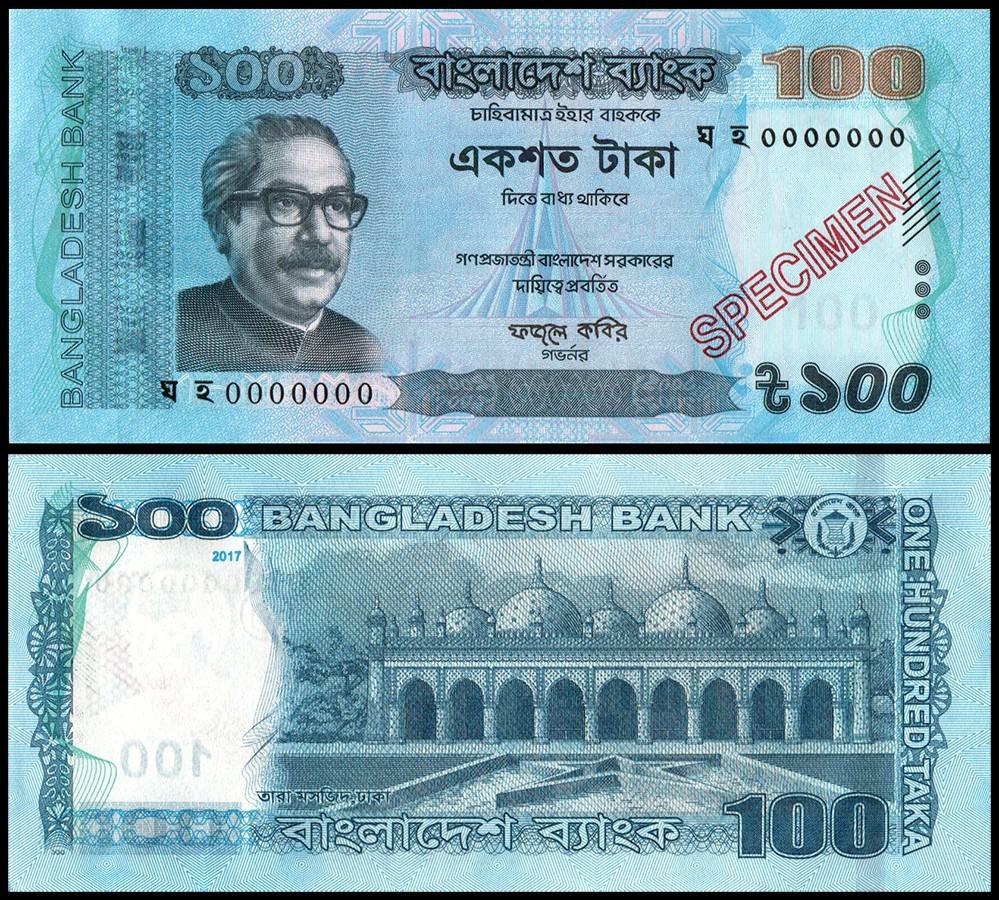 ১০০
বাংলাদেশ ব্যাংক
100
BANGLADESH BANK
চাহিবামাত্র ইহার বাহককে
একশত টাকা
দিতে বাধ্য থাকিবে
ঘ হ 0000000
SPECIMEN
গণপ্রজাতন্ত্রী বাংলাদেশ সরকারের
দায়িত্বে প্রবর্তিত
ফজলে কবির
গভর্নর
ঘ হ 0000000
৳১০০
১০০
BANGLADESH BANK
2017
ONE HUNDRED TAKA
100
তারা মসজিদ, ঢাকা
বাংলাদেশ ব্যাংক
100